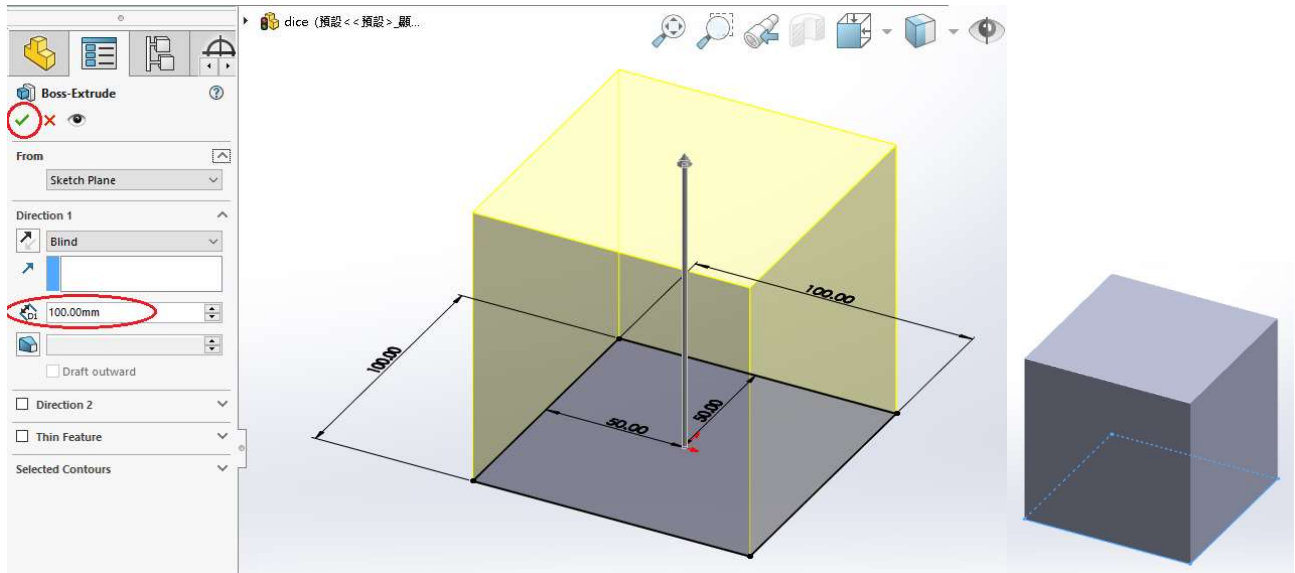 dice (預設<<預設>_顯...
Boss-Extrude
From
Sketch Plane
Direction 1
Blind
D1
100.00mm
Draft outward
Direction 2
Thin Feature
Selected Contours
100.00
100.00
50.00
50.00